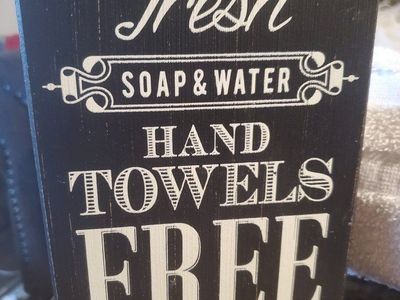 fresh
SOAP & WATER
HAND
TOWELS
FREE